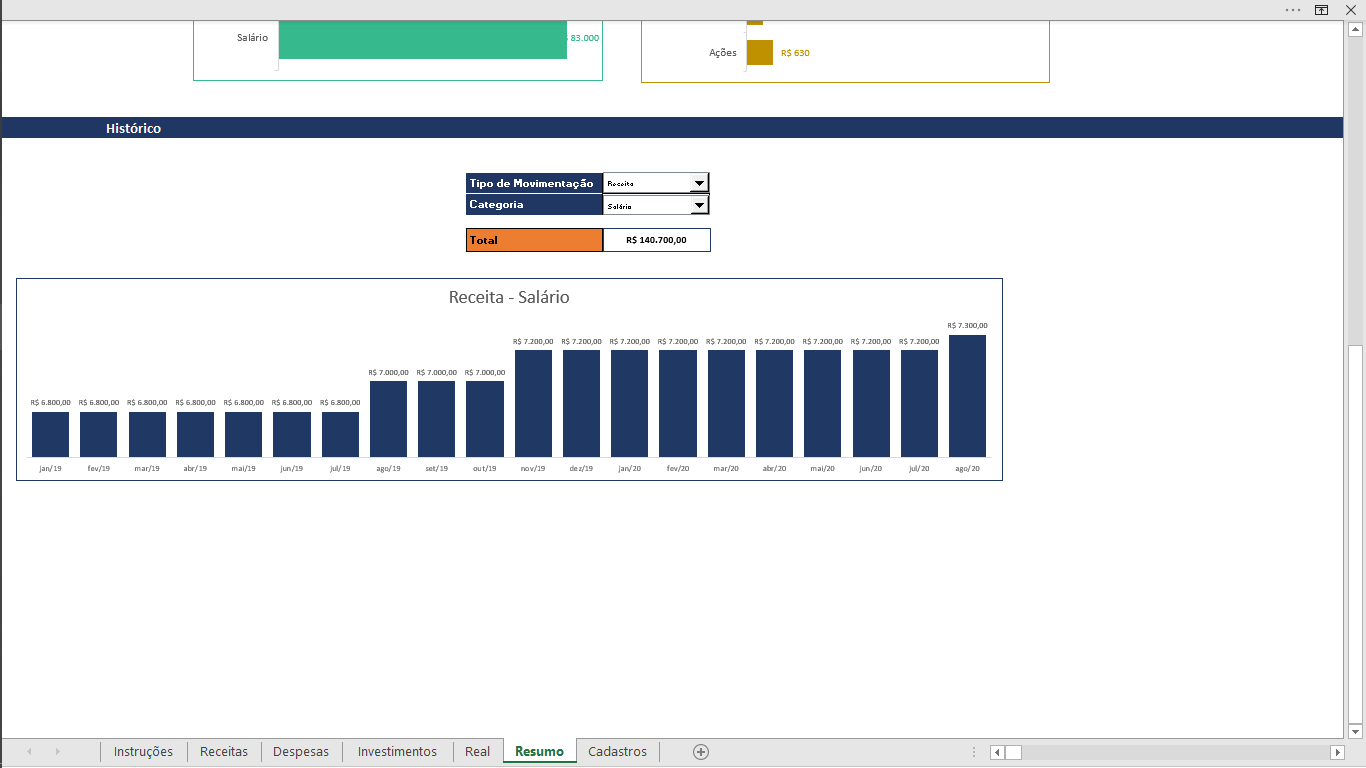 Salário
83.000
Ações
R$ 630
Histórico
Tipo de Movimentação Receita
Categoria Salário
Total R$ 140.700,00
Receita - Salário
R$ 7.300,00
R$ 7.200,00 R$ 7.200,00 R$ 7.200,00 R$ 7.200,00 R$ 7.200,00 R$ 7.200,00 R$ 7.200,00 R$ 7.200,00 R$ 7.200,00
R$ 7.000,00 R$ 7.000,00 R$ 7.000,00
R$ 6.800,00 R$ 6.800,00 R$ 6.800,00 R$ 6.800,00 R$ 6.800,00 R$ 6.800,00 R$ 6.800,00
jan/19 fev/19 mar/19 abr/19 mai/19 jun/19 jul/19 ago/19 set/19 out/19 nov/19 dez/19 jan/20 fev/20 mar/20 abr/20 mai/20 jun/20 jul/20 ago/20
Instruções Receitas Despesas Investimentos Real Resumo Cadastros